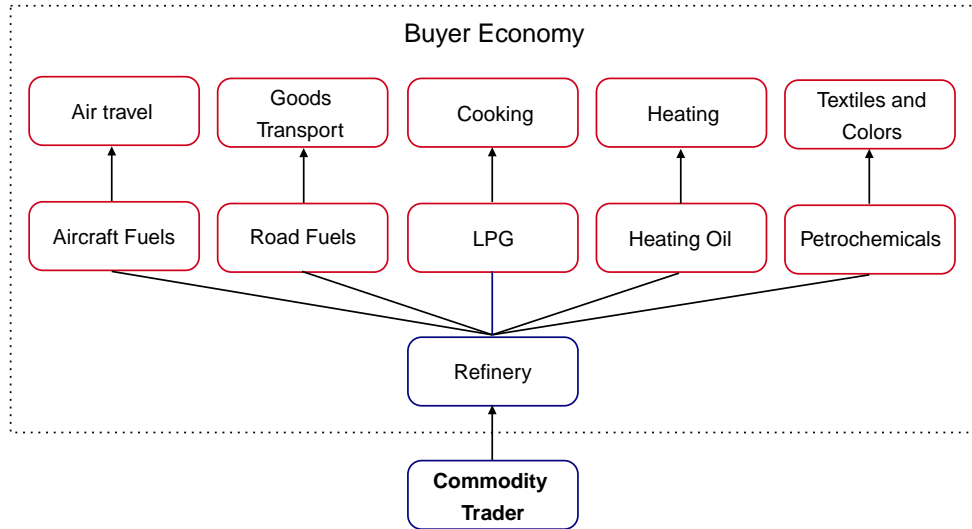 Buyer Economy
Air travel
Goods
Transport
Cooking
Heating
Textiles and
Colors
Aircraft Fuels
Road Fuels
LPG
Heating Oil
Petrochemicals
Refinery
Commodity
Trader